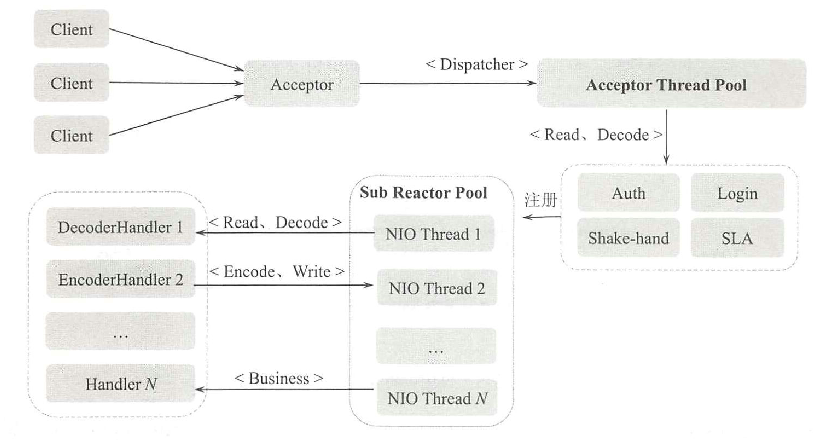 Client
Client
Client
Acceptor
< Dispatcher >
Acceptor Thread Pool
< Read、Decode >
Auth
Login
Shake-hand
SLA
注册
Sub Reactor Pool
NIO Thread 1
NIO Thread 2
...
NIO Thread N
< Read、Decode >
< Encode、Write >
< Business >
DecoderHandler 1
EncoderHandler 2
...
Handler N